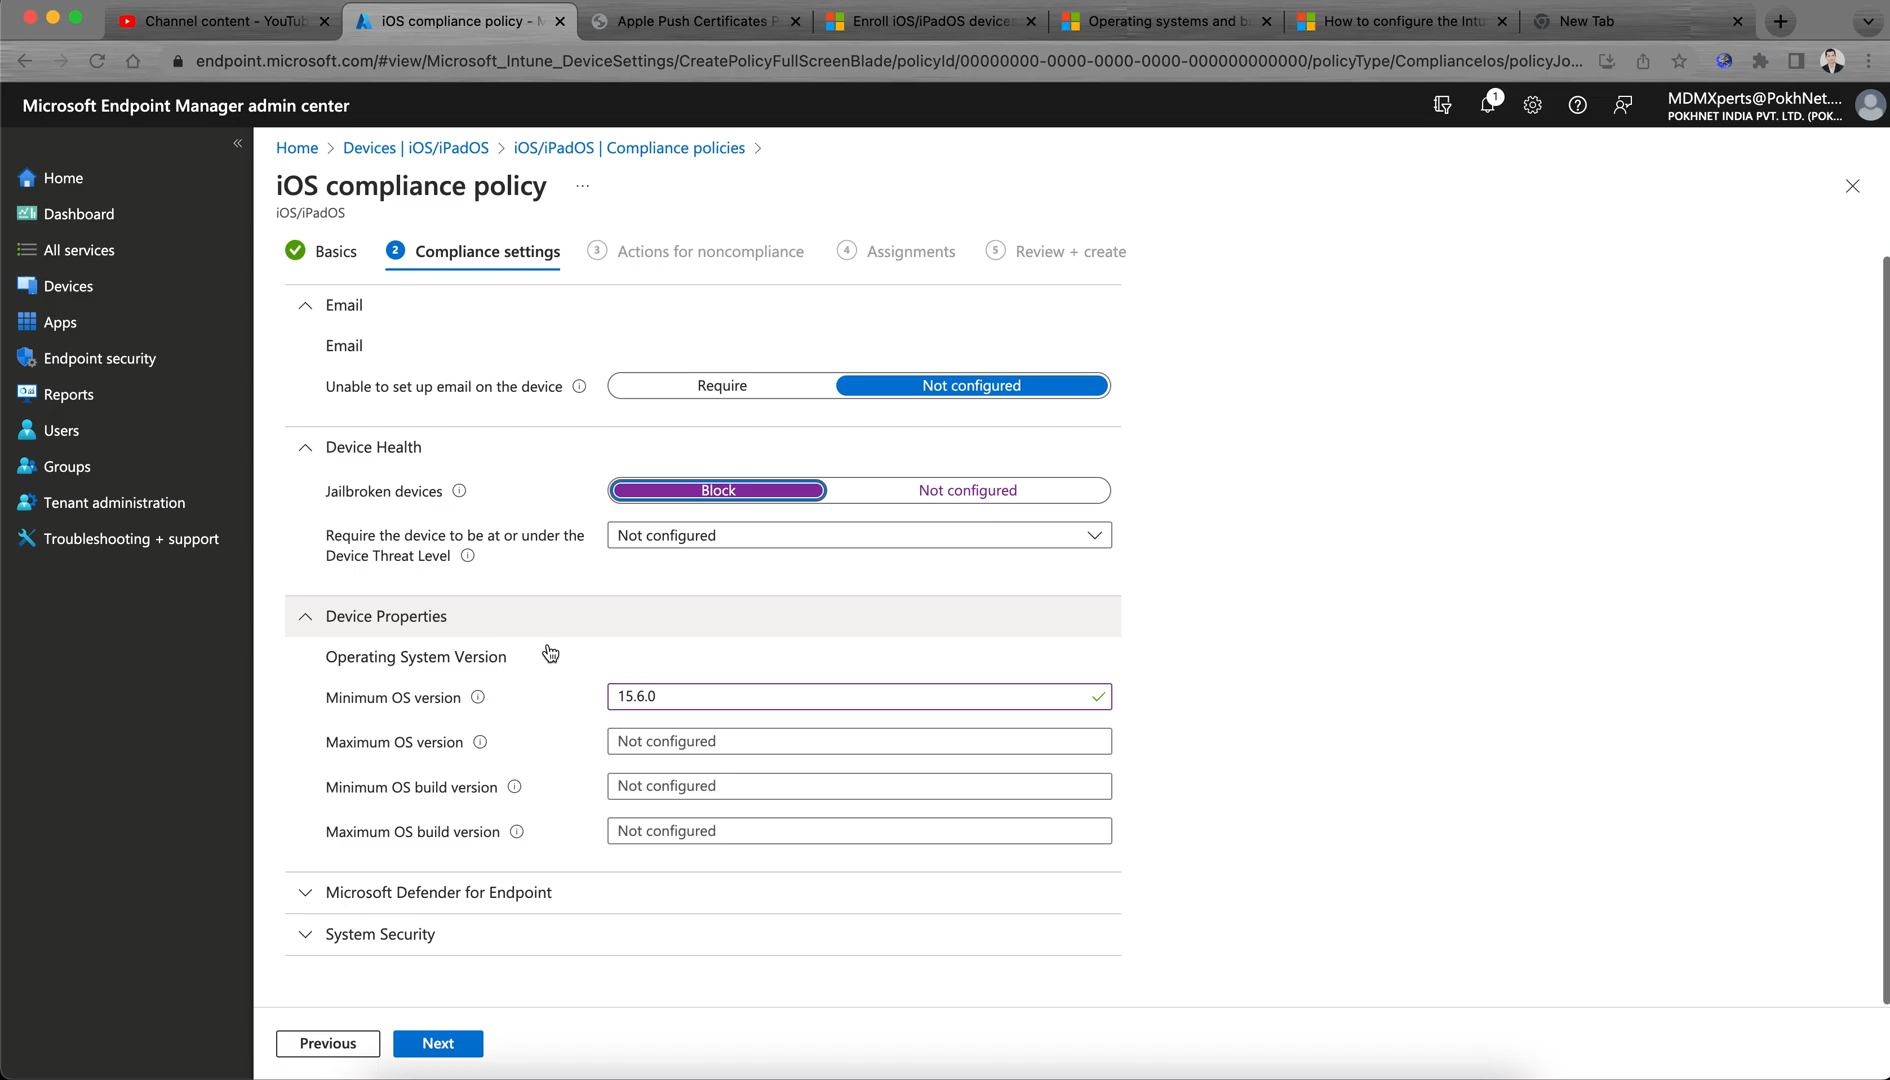 Channel content - YouTub
iOS compliance policy - M
Apple Push Certificates P
Enroll iOS/iPadOS devices
Operating systems and b
How to configure the Intu
New Tab
endpoint.microsoft.com/#view/Microsoft_Intune_DeviceSettings/CreatePolicyFullScreenBlade/policyId/00000000-0000-0000-0000-000000000000/policyType/ComplianceIos/policyJo...
Microsoft Endpoint Manager admin center
1
MDMXperts@PokhNet....
POKHNET INDIA PVT. LTD. (POK...
Home
Dashboard
All services
Devices
Apps
Endpoint security
Reports
Users
Groups
Tenant administration
Troubleshooting + support
Home > Devices | iOS/iPadOS > iOS/iPadOS | Compliance policies >
iOS compliance policy ...
iOS/iPadOS
Basics
2 Compliance settings
3 Actions for noncompliance
4 Assignments
5 Review + create
Email
Email
Unable to set up email on the device
Require
Not configured
Device Health
Jailbroken devices
Block
Not configured
Require the device to be at or under the
Device Threat Level
Not configured
Device Properties
Operating System Version
Minimum OS version
15.6.0
Maximum OS version
Not configured
Minimum OS build version
Not configured
Maximum OS build version
Not configured
Microsoft Defender for Endpoint
System Security
Previous
Next